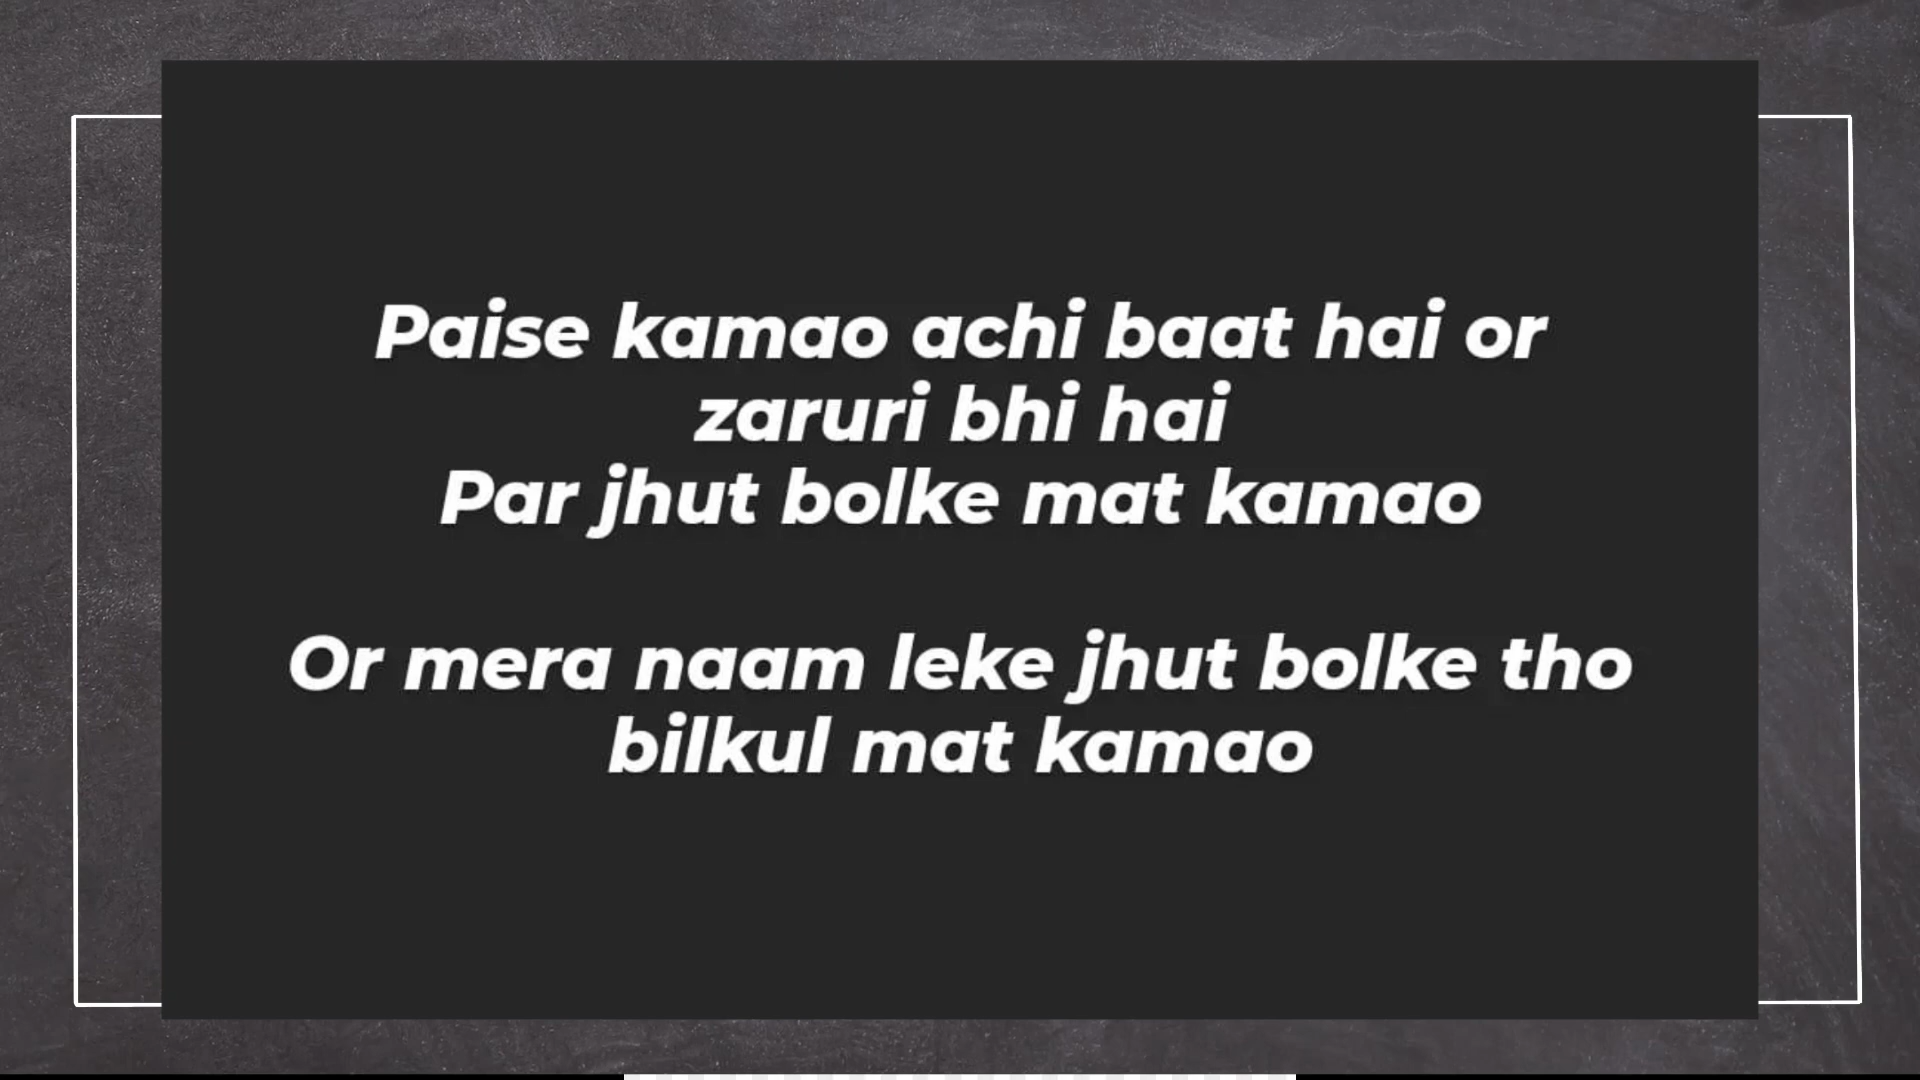 Paise kamao achi baat hai or
zaruri bhi hai
Par jhut bolke mat kamao
Or mera naam leke jhut bolke tho
bilkul mat kamao